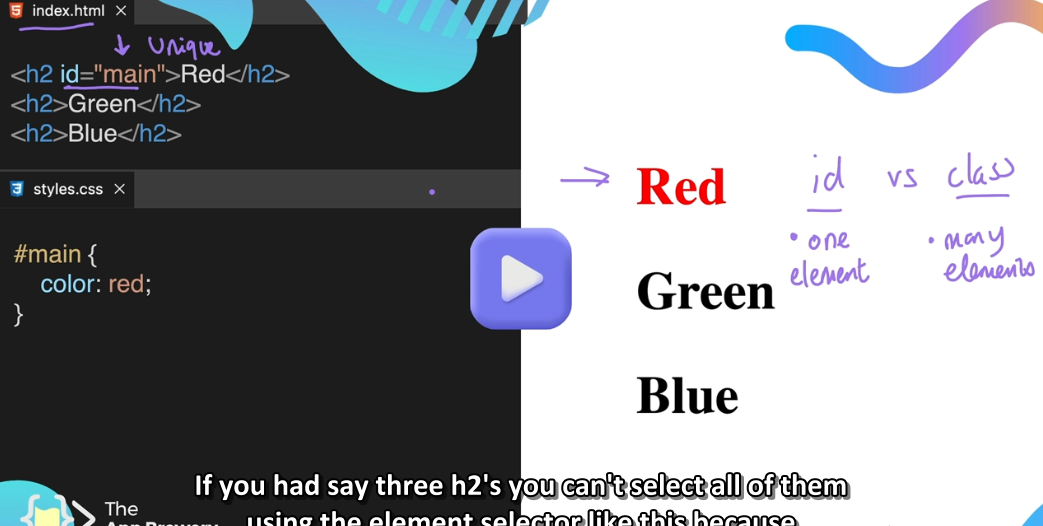 index.html ×
↓ Unique
<h2 id="main">Red</h2>
<h2>Green</h2>
<h2>Blue</h2>
styles.css ×
#main {
color: red;
}
→ Red
Green
Blue
id vs class
• one element
• many elements
If you had say three h2's you can't select all of them
using the element selector like this because
The
App Brewery